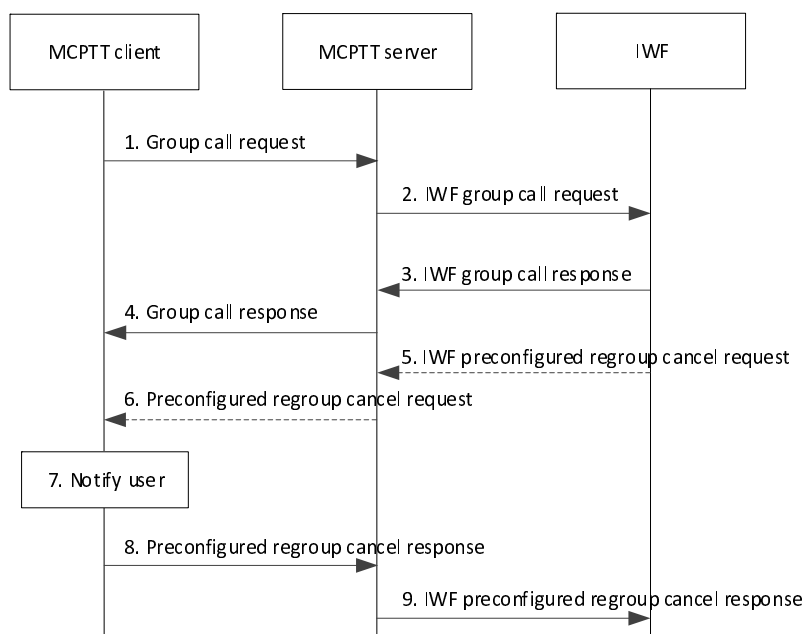 MCPTT client
MCPTT server
IWF
1. Group call request
2. IWF group call request
3. IWF group call response
4. Group call response
5. IWF preconfigured regroup cancel request
6. Preconfigured regroup cancel request
7. Notify user
8. Preconfigured regroup cancel response
9. IWF preconfigured regroup cancel response